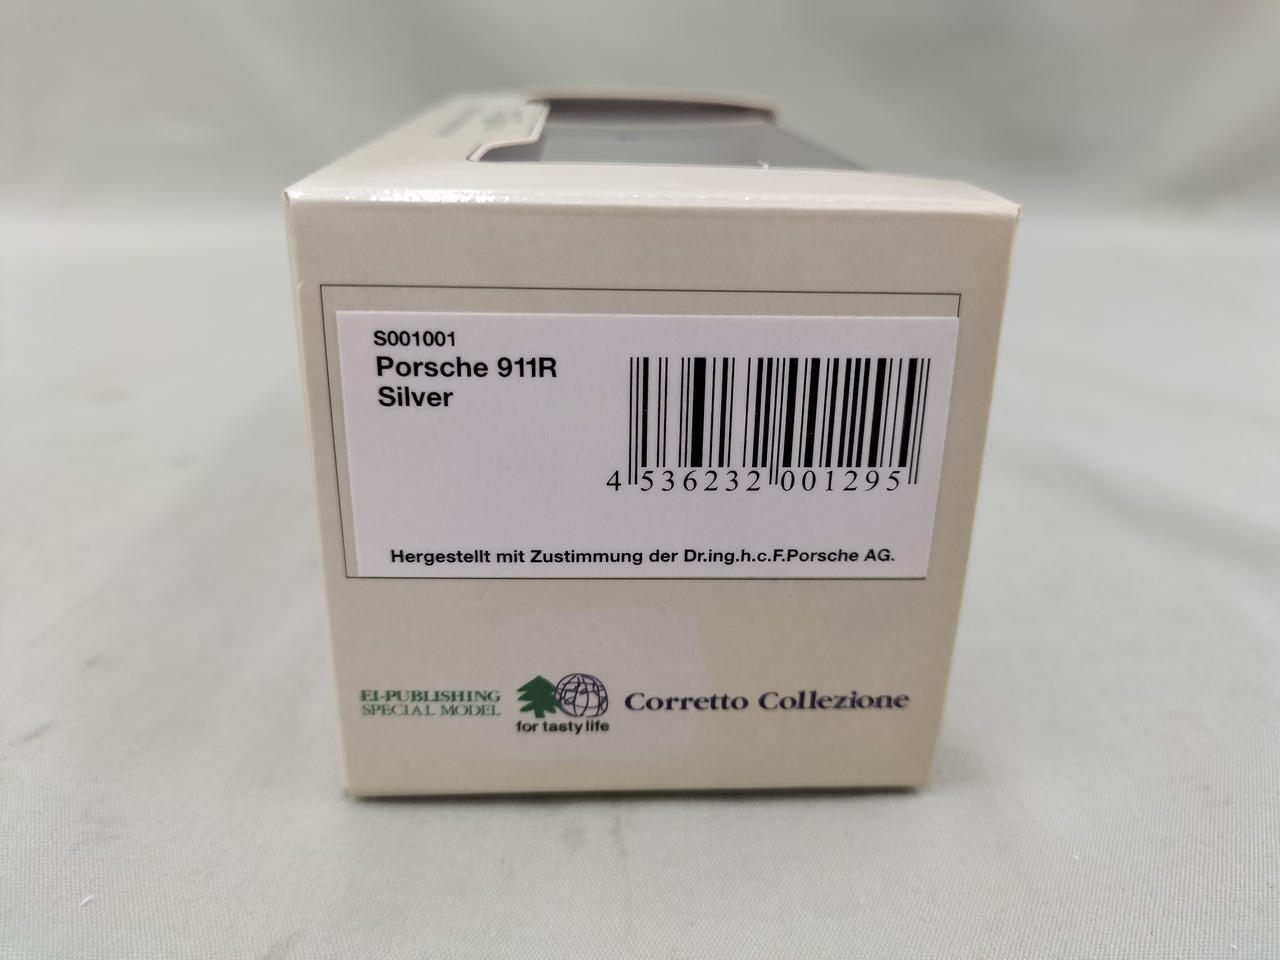 S001001
Porsche 911R
Silver
4 536232 001295
Hergestellt mit Zustimmung der Dr.ing.h.c.F.Porsche AG.
EI-PUBLISHING
SPECIAL MODEL
for tasty life
Corretto Collezione